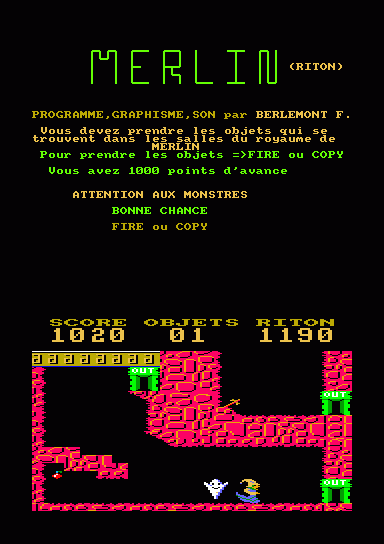 MERLIN (RITON)
PROGRAMME,GRAPHISME,SON par BERLEMONT F.
Vous devez prendre les objets qui se
trouvent dans les salles du royaume de
MERLIN
Pour prendre les objets =>FIRE ou COPY
Vous avez 1000 points d'avance
ATTENTION AUX MONSTRES
BONNE CHANCE
FIRE ou COPY
SCORE OBJETS RITON
1020 01 1190
OUT
OUT
OUT